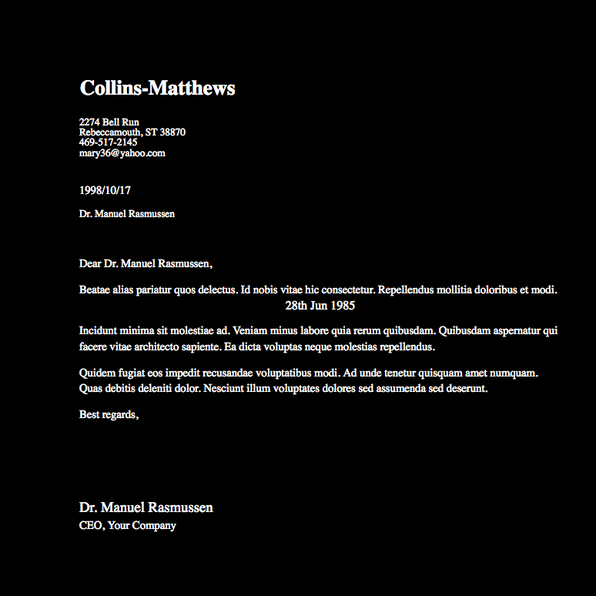 Collins-Matthews
2274 Bell Run
Rebeccamouth, ST 38870
469-517-2145
mary36@yahoo.com
1998/10/17
Dr. Manuel Rasmussen
Dear Dr. Manuel Rasmussen,
Beatae alias pariatur quos delectus. Id nobis vitae hic consectetur. Repellendus mollitia doloribus et modi.
28th Jun 1985
Incidunt minima sit molestiae ad. Veniam minus labore quia rerum quibusdam. Quibusdam aspernatur qui
facere vitae architecto sapiente. Ea dicta voluptas neque molestias repellendus.
Quidem fugiat eos impedit recusandae voluptatibus modi. Ad unde tenetur quisquam amet numquam.
Quas debitis deleniti dolor. Nesciunt illum voluptates dolores sed assumenda sed deserunt.
Best regards,
Dr. Manuel Rasmussen
CEO, Your Company